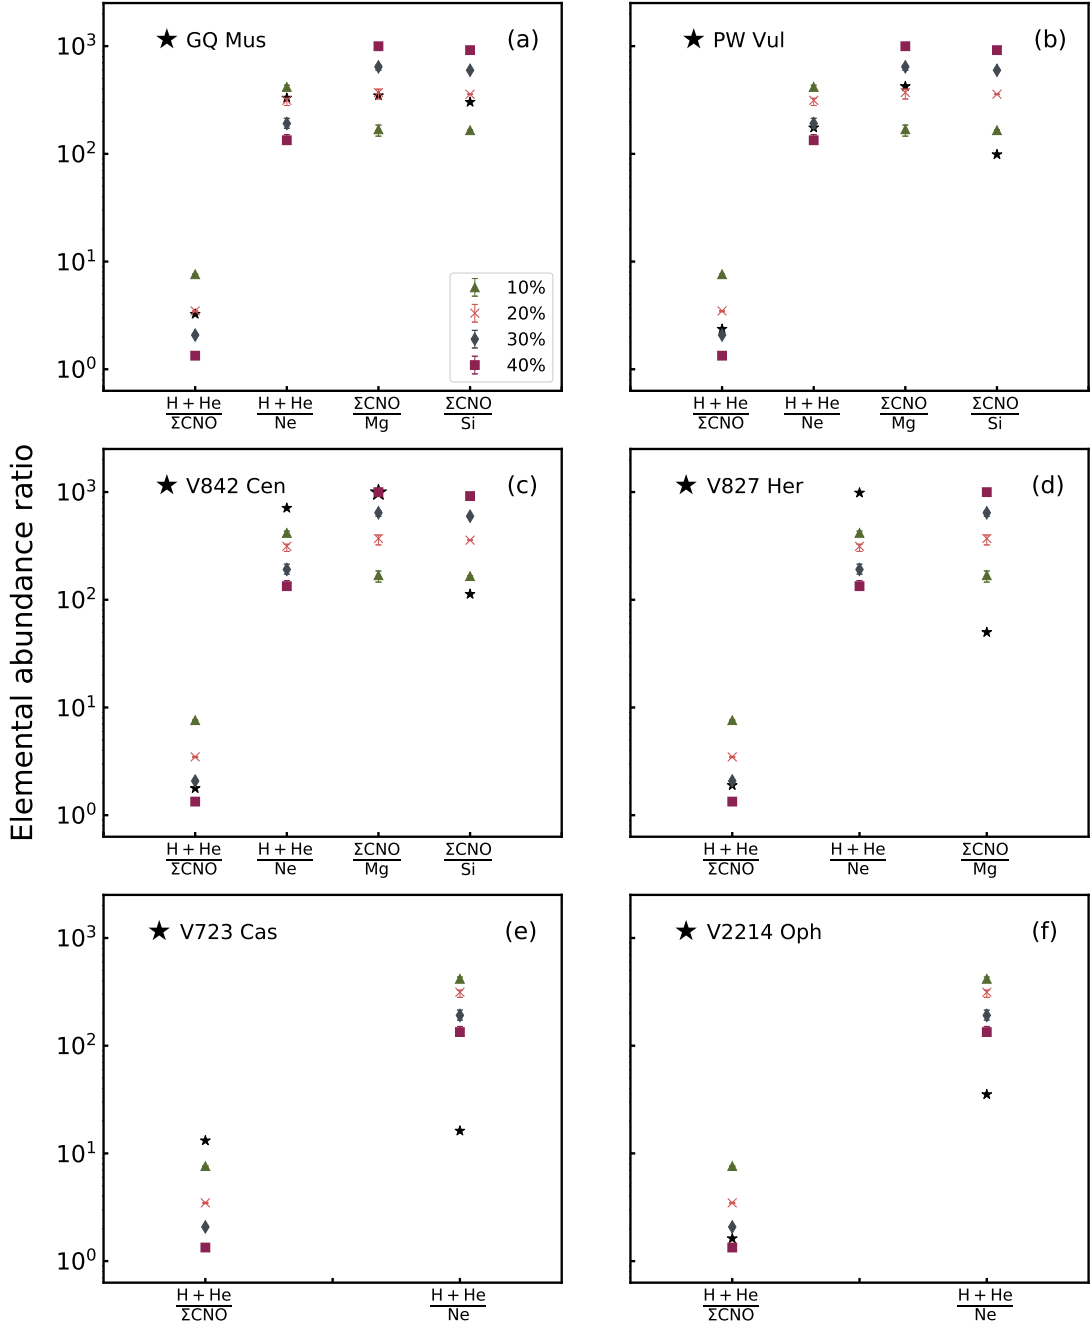 Elemental abundance ratio
GQ Mus
(a)
10³
10²
10¹
10⁰
10%
20%
30%
40%
H + He
ΣCNO
H + He
Ne
ΣCNO
Mg
ΣCNO
Si
PW Vul
(b)
H + He
ΣCNO
H + He
Ne
ΣCNO
Mg
ΣCNO
Si
V842 Cen
(c)
10³
10²
10¹
10⁰
H + He
ΣCNO
H + He
Ne
ΣCNO
Mg
ΣCNO
Si
V827 Her
(d)
H + He
ΣCNO
H + He
Ne
ΣCNO
Mg
V723 Cas
(e)
10³
10²
10¹
10⁰
H + He
ΣCNO
H + He
Ne
V2214 Oph
(f)
H + He
ΣCNO
H + He
Ne